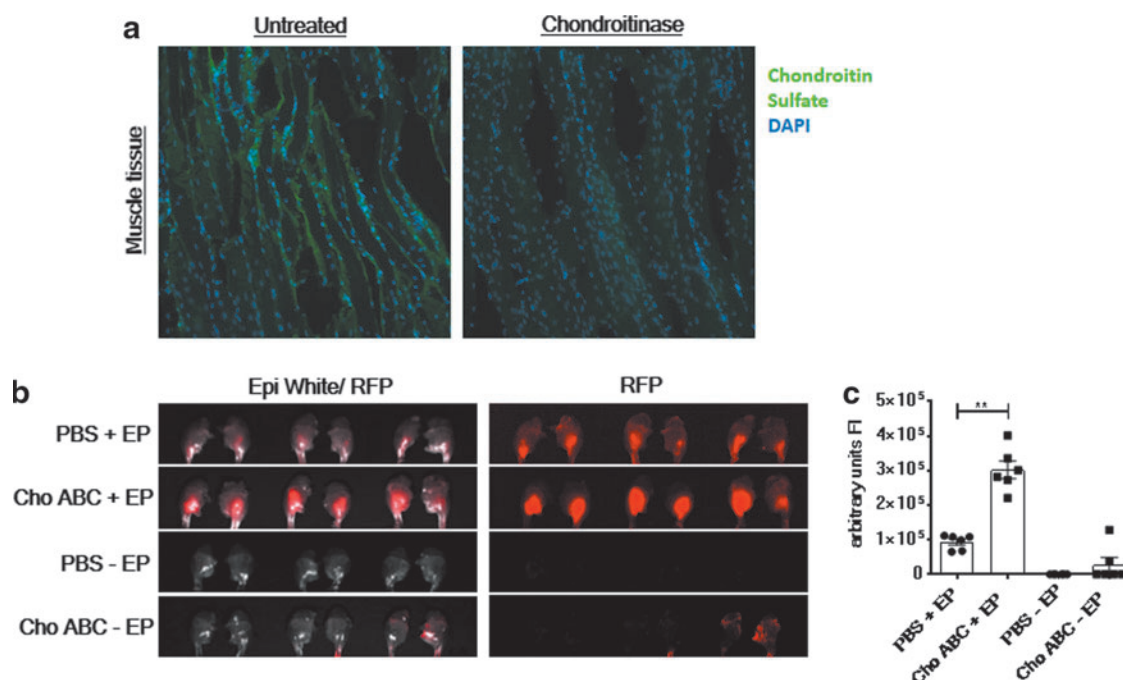 a
Untreated
Chondroitinase
Muscle tissue
Chondroitin
Sulfate
DAPI
b
Epi White/ RFP
RFP
PBS + EP
Cho ABC + EP
PBS - EP
Cho ABC - EP
c
arbitrary units FI
5×10⁵
4×10⁵
3×10⁵
2×10⁵
1×10⁵
0
**
PBS + EP
Cho ABC + EP
PBS - EP
Cho ABC - EP